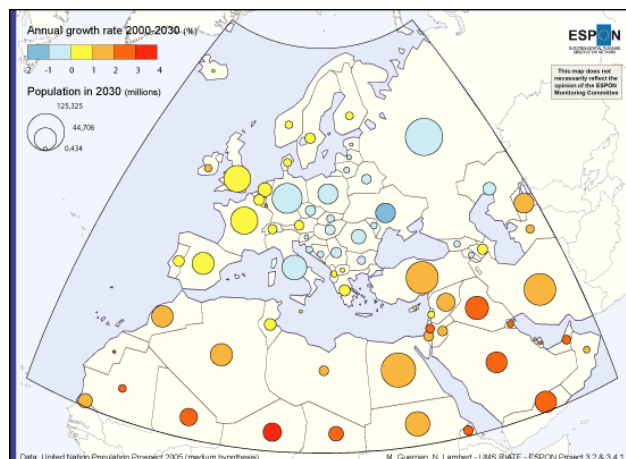 Annual growth rate 2000-2030 (%)
-2 -1 0 1 2 3 4
Population in 2030 (millions)
125,325
44,706
0.434
ESPON
This map does not
necessarily reflect the
opinion of the ESPON
Monitoring Committee
Data: United Nation Population Prospect 2005 (medium hypothesis)
M. Guerrien, N. Lambert - UMS RIATE - ESPON Project 3.2 & 3.4.1